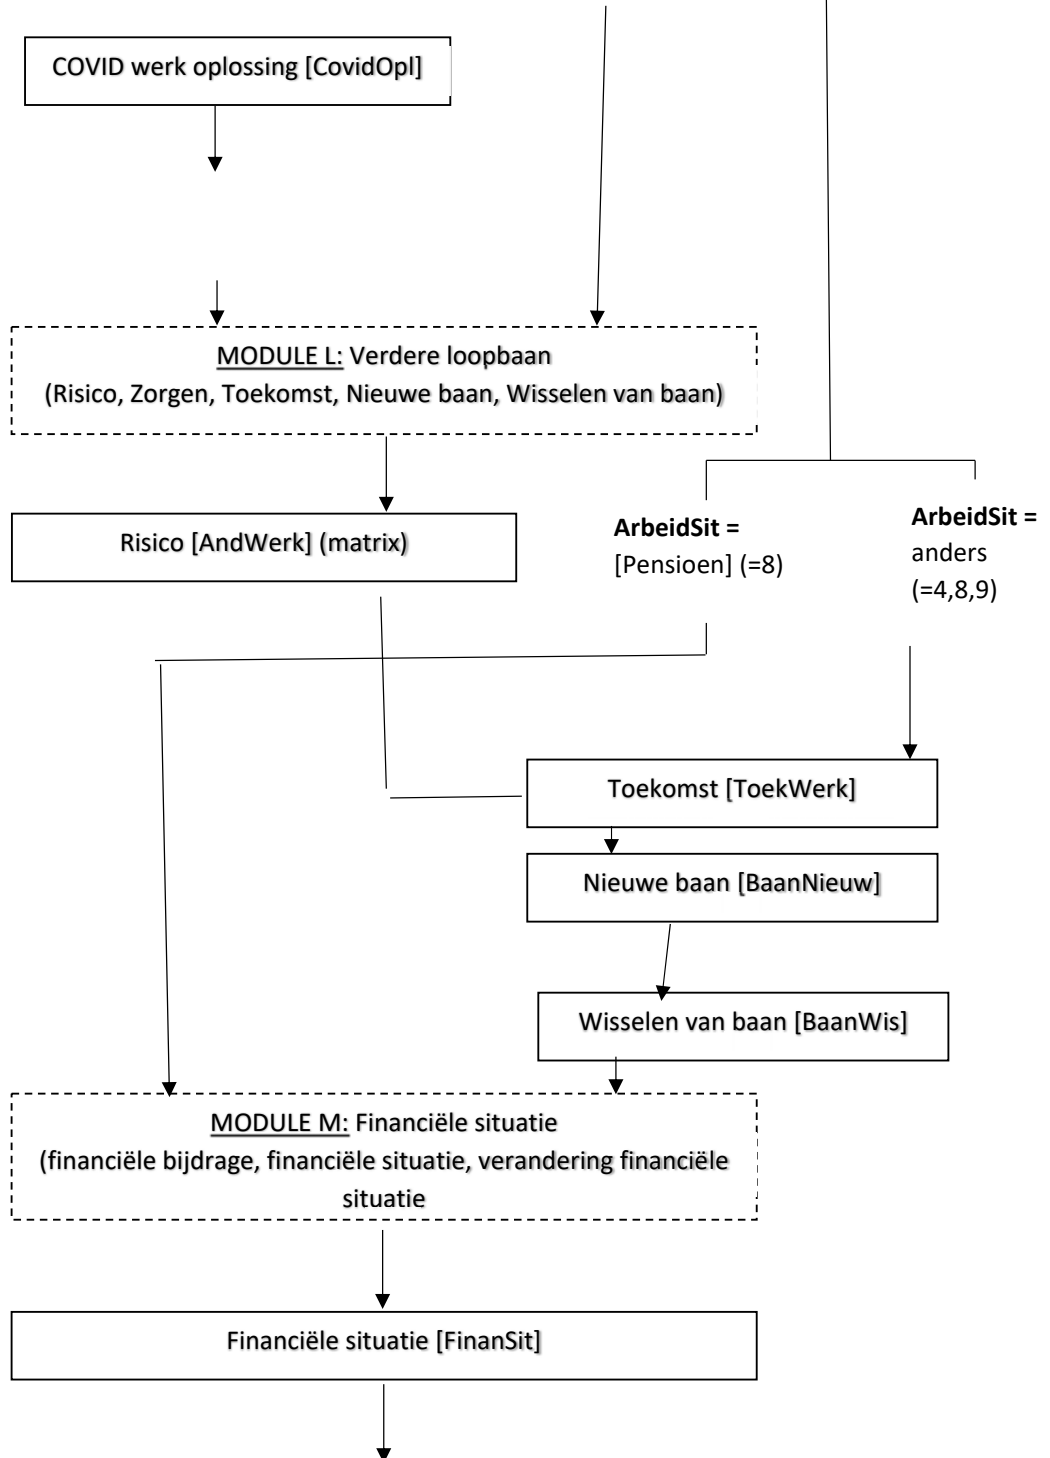 COVID werk oplossing [CovidOpl]
MODULE L: Verdere loopbaan
(Risico, Zorgen, Toekomst, Nieuwe baan, Wisselen van baan)
Risico [AndWerk] (matrix)
ArbeidSit =
[Pensioen] (=8)
ArbeidSit =
anders
(=4,8,9)
Toekomst [ToekWerk]
Nieuwe baan [BaanNieuw]
Wisselen van baan [BaanWis]
MODULE M: Financiële situatie
(financiële bijdrage, financiële situatie, verandering financiële
situatie
Financiële situatie [FinanSit]